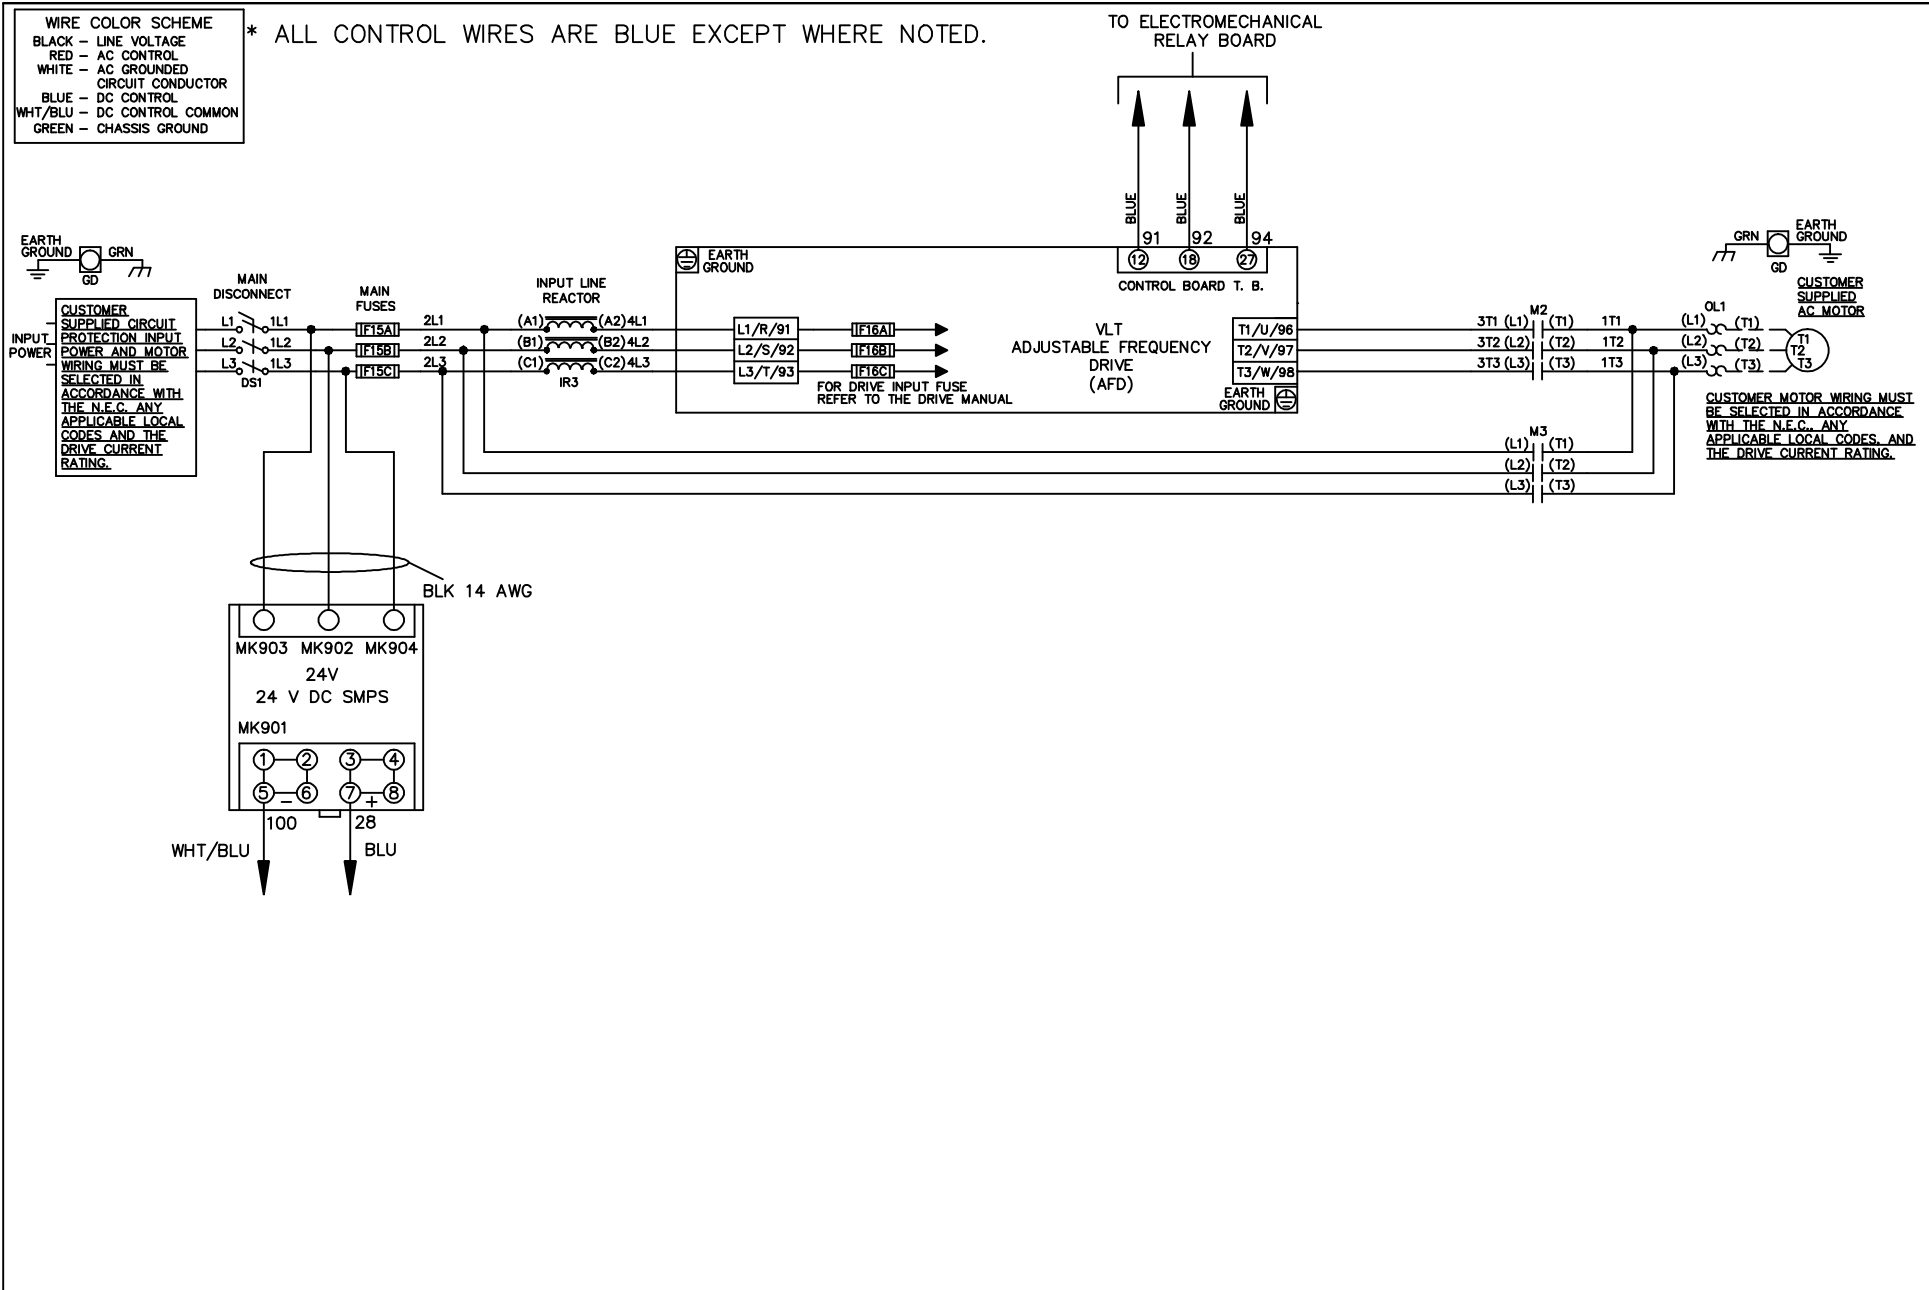 WIRE COLOR SCHEME
BLACK – LINE VOLTAGE
RED – AC CONTROL
WHITE – AC GROUNDED
CIRCUIT CONDUCTOR
BLUE – DC CONTROL
WHT/BLU – DC CONTROL COMMON
GREEN – CHASSIS GROUND
* ALL CONTROL WIRES ARE BLUE EXCEPT WHERE NOTED.
TO ELECTROMECHANICAL
RELAY BOARD
BLUE
BLUE
BLUE
91
92
94
12
18
27
CONTROL BOARD T. B.
EARTH
GROUND
GRN
GD
INPUT
POWER
CUSTOMER
SUPPLIED CIRCUIT
PROTECTION INPUT
POWER AND MOTOR
WIRING MUST BE
SELECTED IN
ACCORDANCE WITH
THE N.E.C. ANY
APPLICABLE LOCAL
CODES AND THE
DRIVE CURRENT
RATING.
MAIN
DISCONNECT
L1 1L1
L2 1L2
L3 1L3
DS1
MAIN
FUSES
F15A
F15B
F15C
2L1
2L2
2L3
INPUT LINE
REACTOR
(A1) (A2) 4L1
(B1) (B2) 4L2
(C1) (C2) 4L3
IR3
EARTH
GROUND
L1/R/91
L2/S/92
L3/T/93
F16A
F16B
F16C
FOR DRIVE INPUT FUSE
REFER TO THE DRIVE MANUAL
VLT
ADJUSTABLE FREQUENCY
DRIVE
(AFD)
T1/U/96
T2/V/97
T3/W/98
EARTH
GROUND
M2
3T1 (L1) (T1) 1T1
3T2 (L2) (T2) 1T2
3T3 (L3) (T3) 1T3
M3
(L1) (T1)
(L2) (T2)
(L3) (T3)
OL1
(L1) (T1)
(L2) (T2)
(L3) (T3)
T1
T2
T3
GRN
EARTH
GROUND
GD
CUSTOMER
SUPPLIED
AC MOTOR
CUSTOMER MOTOR WIRING MUST
BE SELECTED IN ACCORDANCE
WITH THE N.E.C., ANY
APPLICABLE LOCAL CODES, AND
THE DRIVE CURRENT RATING.
BLK 14 AWG
MK903 MK902 MK904
24V
24 V DC SMPS
MK901
1 2 3 4
5 6 7 8
– +
100 28
WHT/BLU BLU